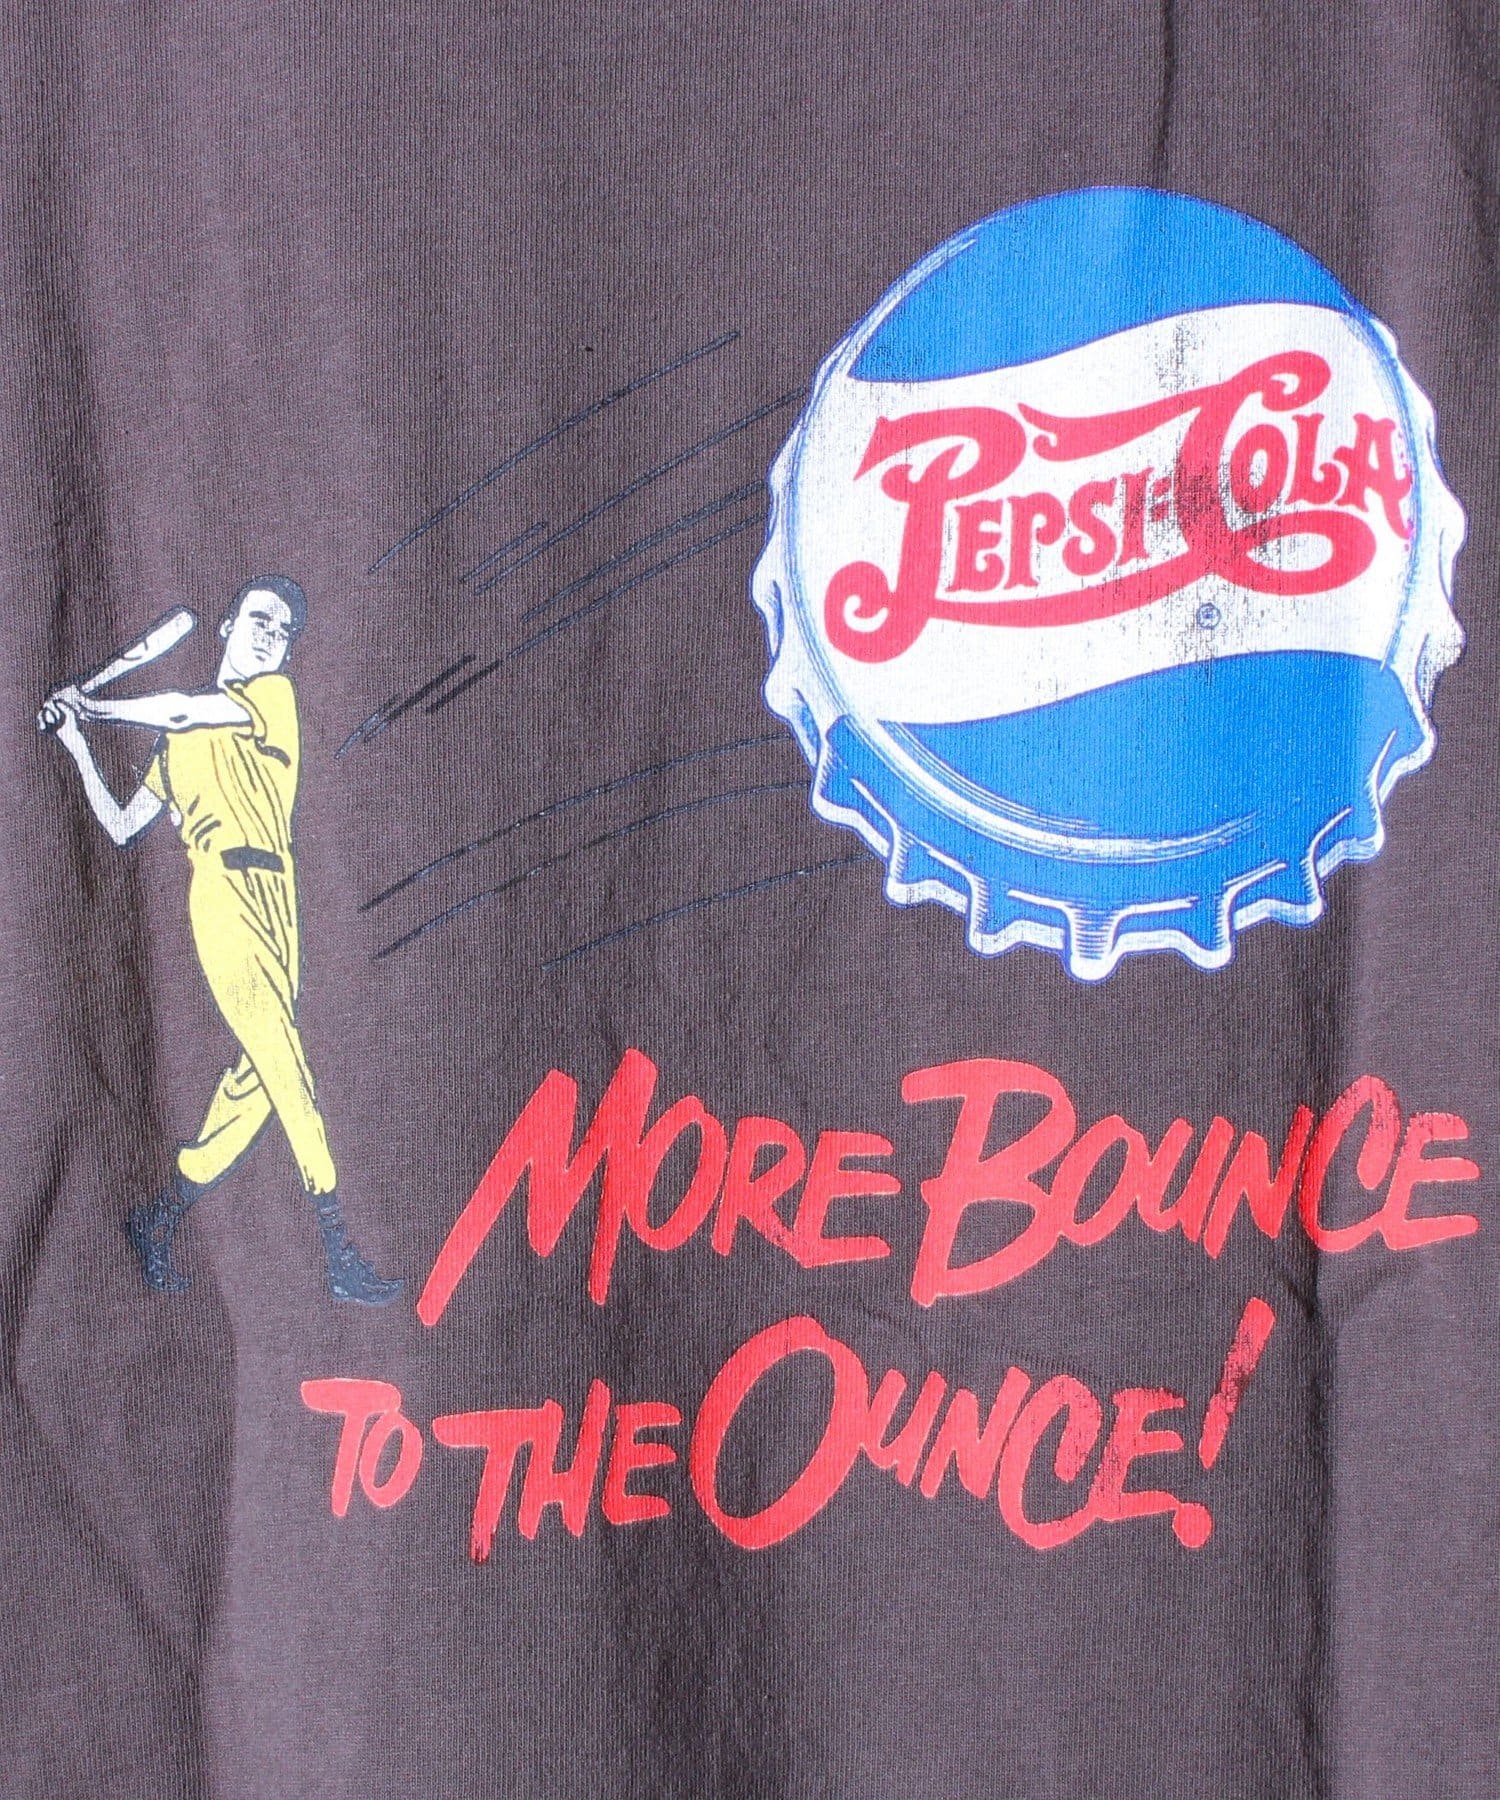 PEPSI-COLA
MORE BOUNCE
TO THE OUNCE!